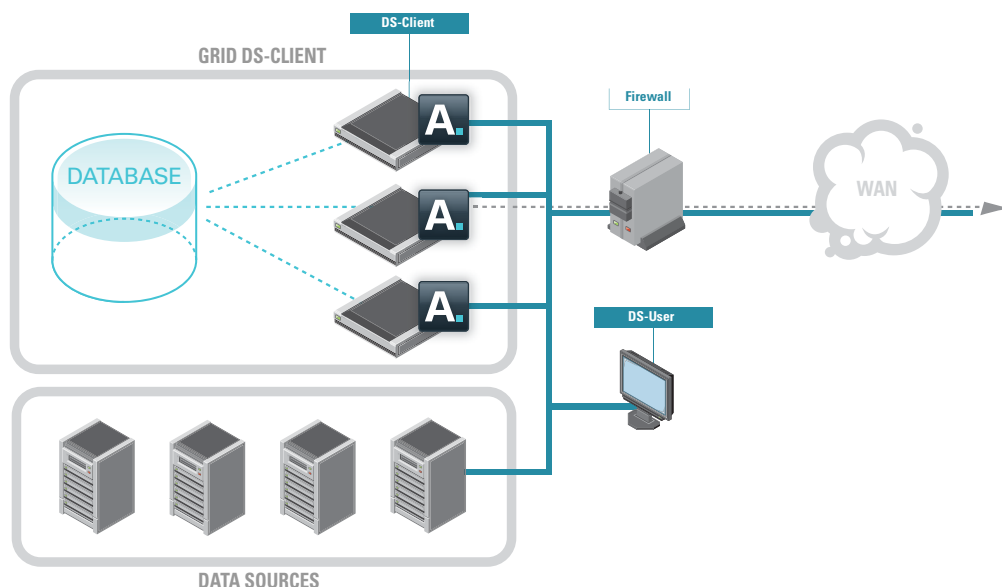 DS-Client
GRID DS-CLIENT
DATABASE
A.
A.
A.
Firewall
WAN
DS-User
DATA SOURCES